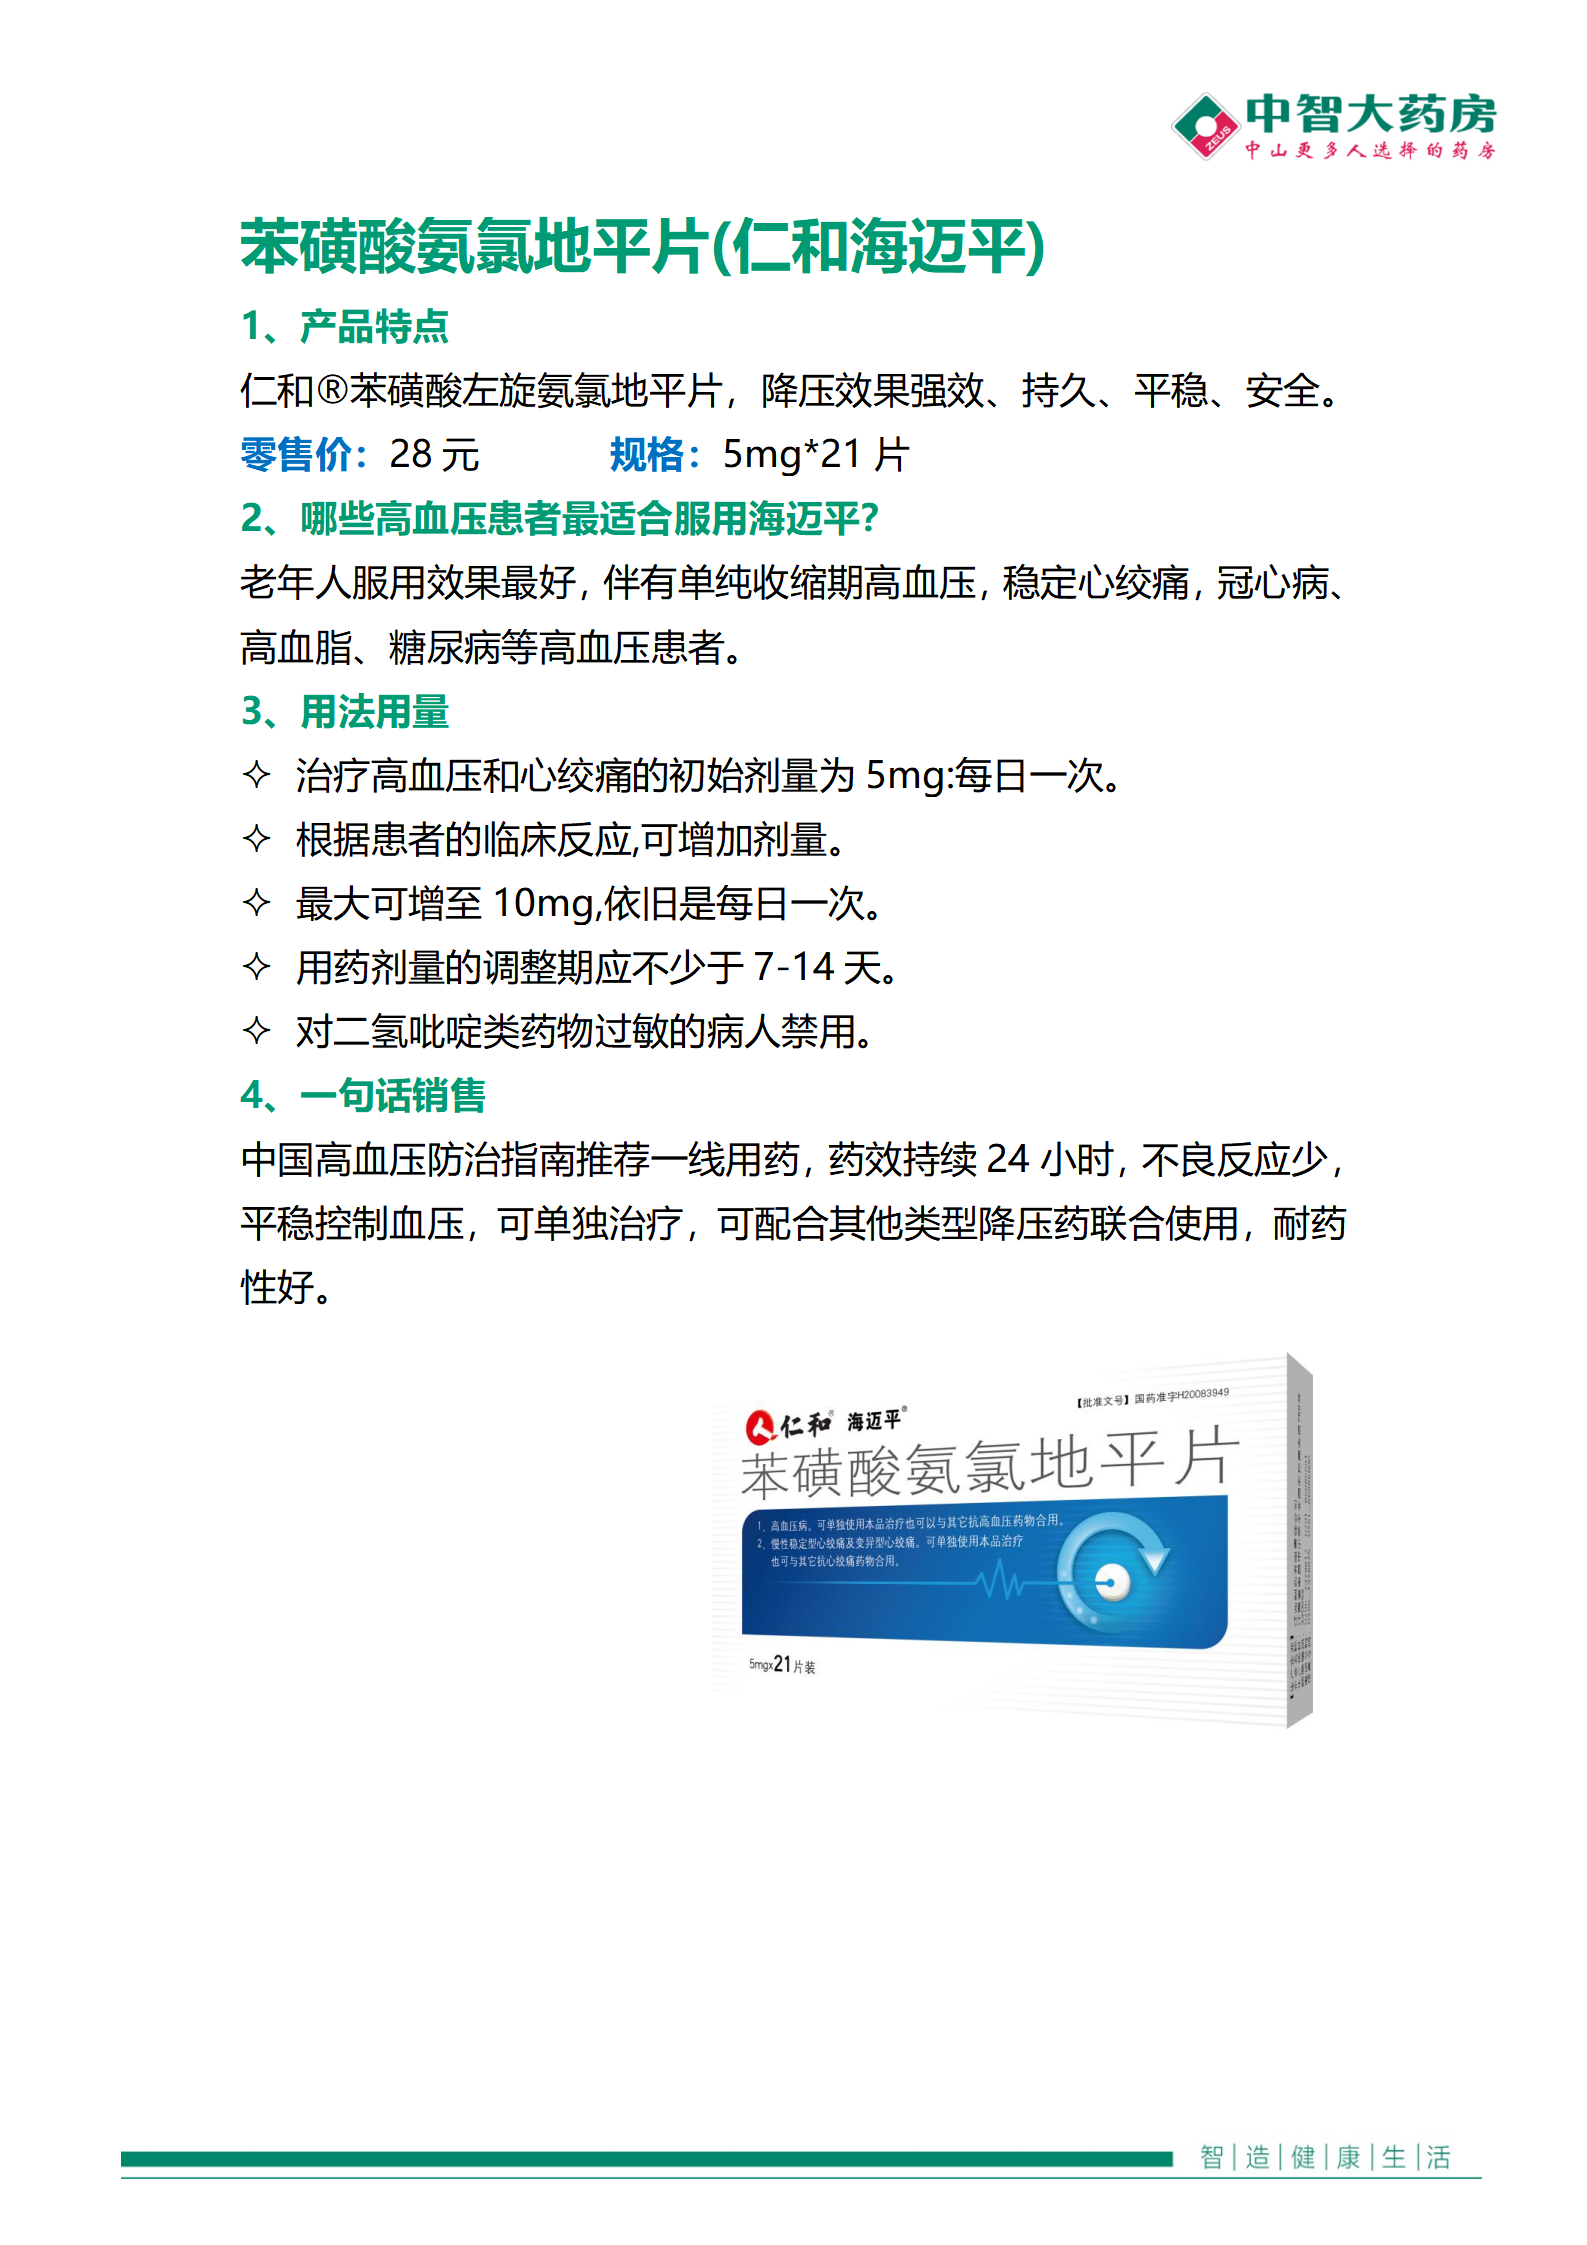 中智大药房
ZEUS
中山更多人选择的药房
苯磺酸氨氯地平片(仁和海迈平)
1、产品特点
仁和®苯磺酸左旋氨氯地平片，降压效果强效、持久、平稳、安全。
零售价：28 元 规格：5mg*21 片
2、哪些高血压患者最适合服用海迈平？
老年人服用效果最好，伴有单纯收缩期高血压，稳定心绞痛，冠心病、
高血脂、糖尿病等高血压患者。
3、用法用量
✧ 治疗高血压和心绞痛的初始剂量为 5mg:每日一次。
✧ 根据患者的临床反应,可增加剂量。
✧ 最大可增至 10mg,依旧是每日一次。
✧ 用药剂量的调整期应不少于 7-14 天。
✧ 对二氢吡啶类药物过敏的病人禁用。
4、一句话销售
中国高血压防治指南推荐一线用药，药效持续 24 小时，不良反应少，
平稳控制血压，可单独治疗，可配合其他类型降压药联合使用，耐药
性好。
【批准文号】国药准字H20083949
仁和® 海迈平®
苯磺酸氨氯地平片
1、高血压病。可单独使用本品治疗也可以与其它抗高血压药物合用。
2、慢性稳定型心绞痛及变异型心绞痛。可单独使用本品治疗
也可与其它抗心绞痛药物合用。
5mgx21片装
智|造|健|康|生|活